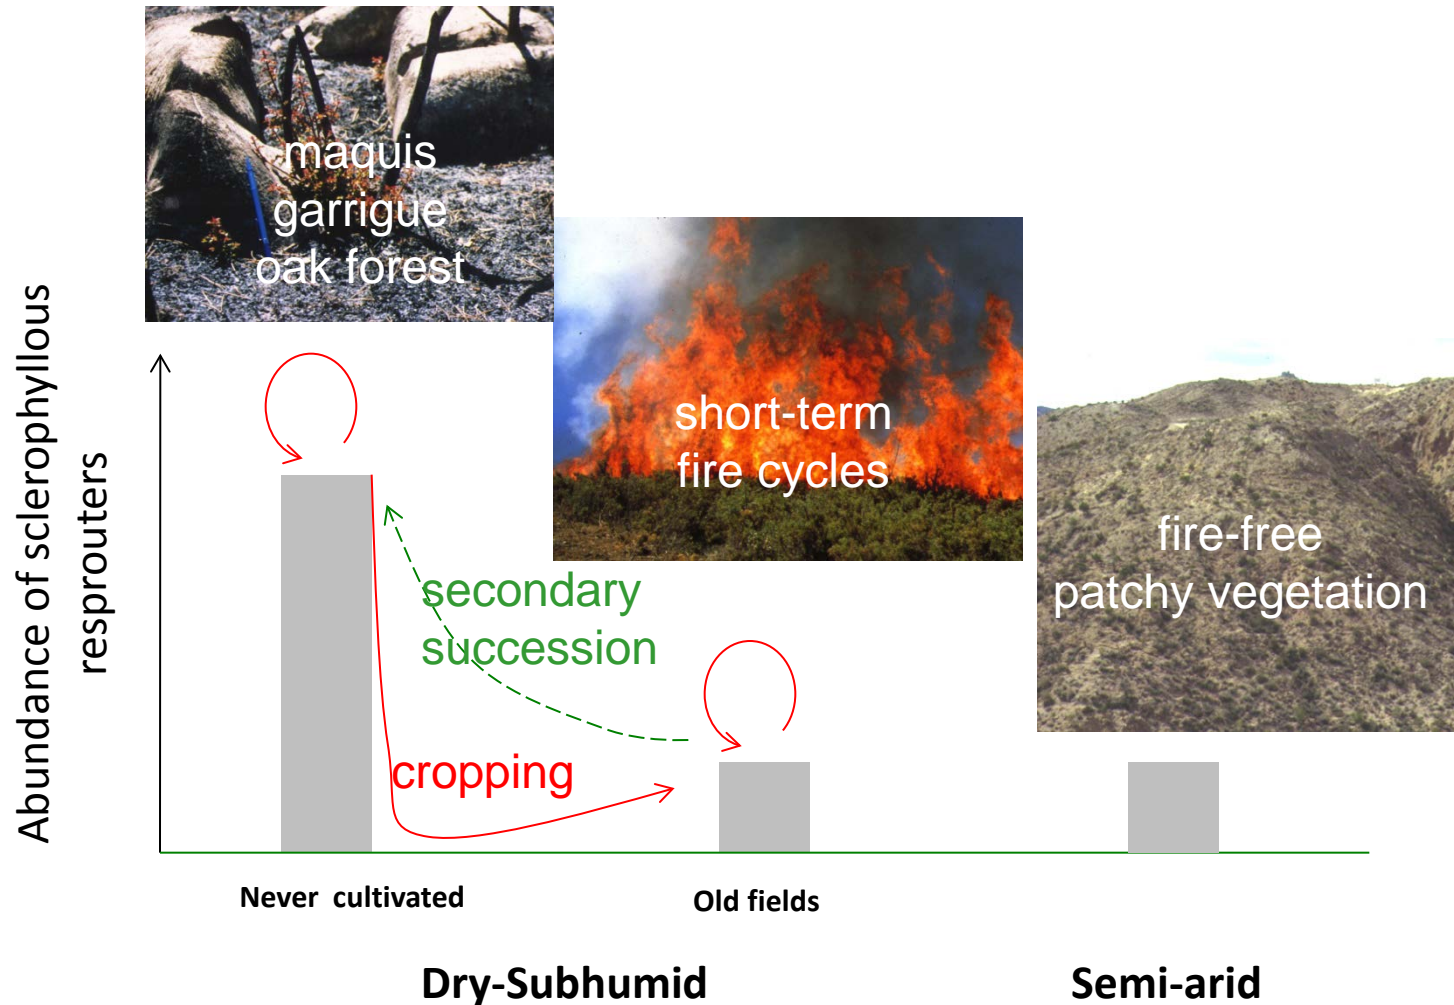 maquis
garrigue
oak forest
short-term
fire cycles
fire-free
patchy vegetation
Abundance of sclerophyllous
resprouters
secondary
succession
cropping
Never cultivated
Old fields
Dry-Subhumid
Semi-arid